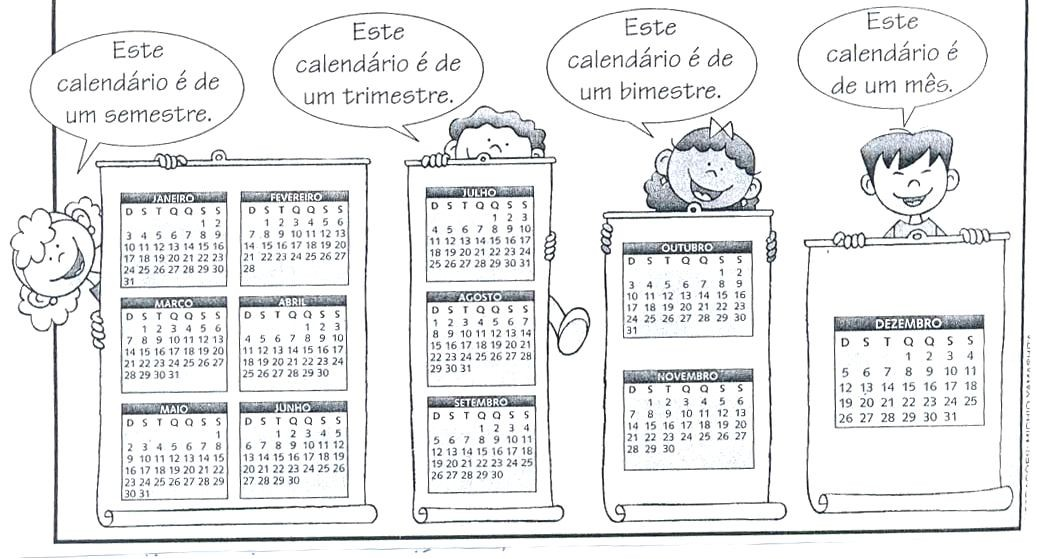 Este
calendário é de
um semestre.
Este
calendário é de
um trimestre.
Este
calendário é de
um bimestre.
Este
calendário é
de um mês.
JANEIRO
D S T Q Q S S
1 2
3 4 5 6 7 8 9
10 11 12 13 14 15 16
17 18 19 20 21 22 23
24 25 26 27 28 29 30
31
FEVEREIRO
D S T Q Q S S
1 2 3 4 5 6
7 8 9 10 11 12 13
14 15 16 17 18 19 20
21 22 23 24 25 26 27
28
MARÇO
D S T Q Q S S
1 2 3 4 5 6
7 8 9 10 11 12 13
14 15 16 17 18 19 20
21 22 23 24 25 26 27
28 29 30 31
ABRIL
D S T Q Q S S
1 2 3
4 5 6 7 8 9 10
11 12 13 14 15 16 17
18 19 20 21 22 23 24
25 26 27 28 29 30
MAIO
D S T Q Q S S
1
2 3 4 5 6 7 8
9 10 11 12 13 14 15
16 17 18 19 20 21 22
23 24 25 26 27 28 29
30 31
JUNHO
D S T Q Q S S
1 2 3 4 5
6 7 8 9 10 11 12
13 14 15 16 17 18 19
20 21 22 23 24 25 26
27 28 29 30
JULHO
D S T Q Q S S
1 2 3
4 5 6 7 8 9 10
11 12 13 14 15 16 17
18 19 20 21 22 23 24
25 26 27 28 29 30 31
AGOSTO
D S T Q Q S S
1 2 3 4 5 6 7
8 9 10 11 12 13 14
15 16 17 18 19 20 21
22 23 24 25 26 27 28
29 30 31
SETEMBRO
D S T Q Q S S
1 2 3 4
5 6 7 8 9 10 11
12 13 14 15 16 17 18
19 20 21 22 23 24 25
26 27 28 29 30
OUTUBRO
D S T Q Q S S
1 2
3 4 5 6 7 8 9
10 11 12 13 14 15 16
17 18 19 20 21 22 23
24 25 26 27 28 29 30
31
NOVEMBRO
D S T Q Q S S
1 2 3 4 5 6
7 8 9 10 11 12 13
14 15 16 17 18 19 20
21 22 23 24 25 26 27
28 29 30
DEZEMBRO
D S T Q Q S S
1 2 3 4
5 6 7 8 9 10 11
12 13 14 15 16 17 18
19 20 21 22 23 24 25
26 27 28 29 30 31